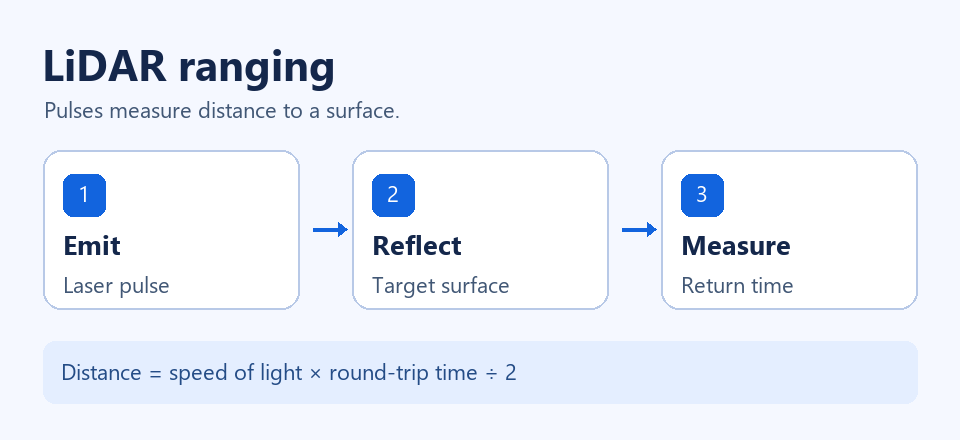 LiDAR ranging
Pulses measure distance to a surface.
1
Emit
Laser pulse
2
Reflect
Target surface
3
Measure
Return time
Distance = speed of light × round-trip time ÷ 2